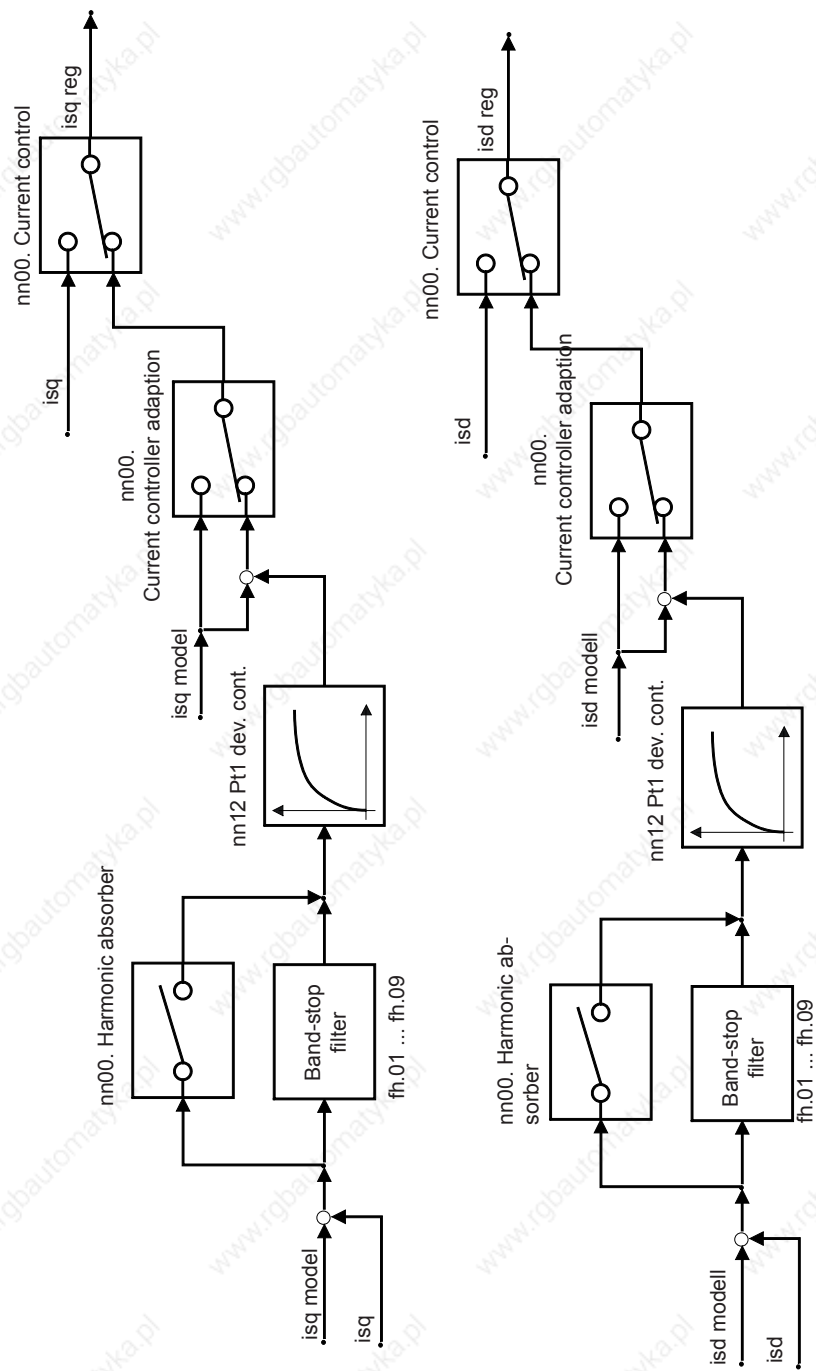 isq model
isq
nn00. Harmonic absorber
Band-stop
filter
fh.01 ... fh.09
nn12 Pt1 dev. cont.
isq model
nn00.
Current controller adaption
isq
nn00. Current control
isq reg
isd modell
isd
nn00. Harmonic ab-
sorber
Band-stop
filter
fh.01 ... fh.09
nn12 Pt1 dev. cont.
isd modell
nn00.
Current controller adaption
isd
nn00. Current control
isd reg
www.rgbautomatyka.pl